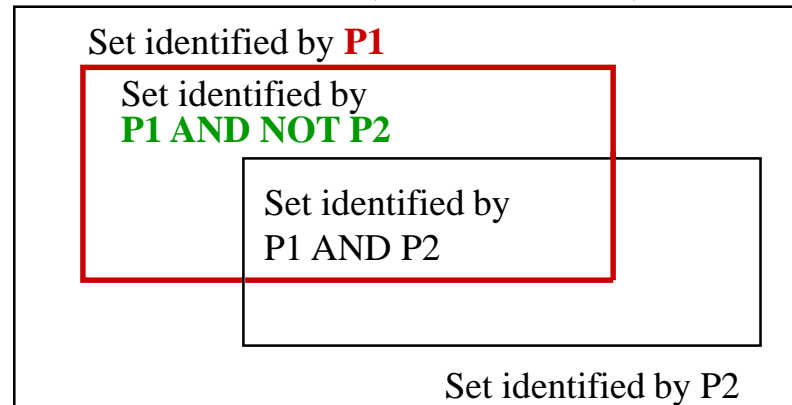 Set identified by P1
Set identified by
P1 AND NOT P2
Set identified by
P1 AND P2
Set identified by P2